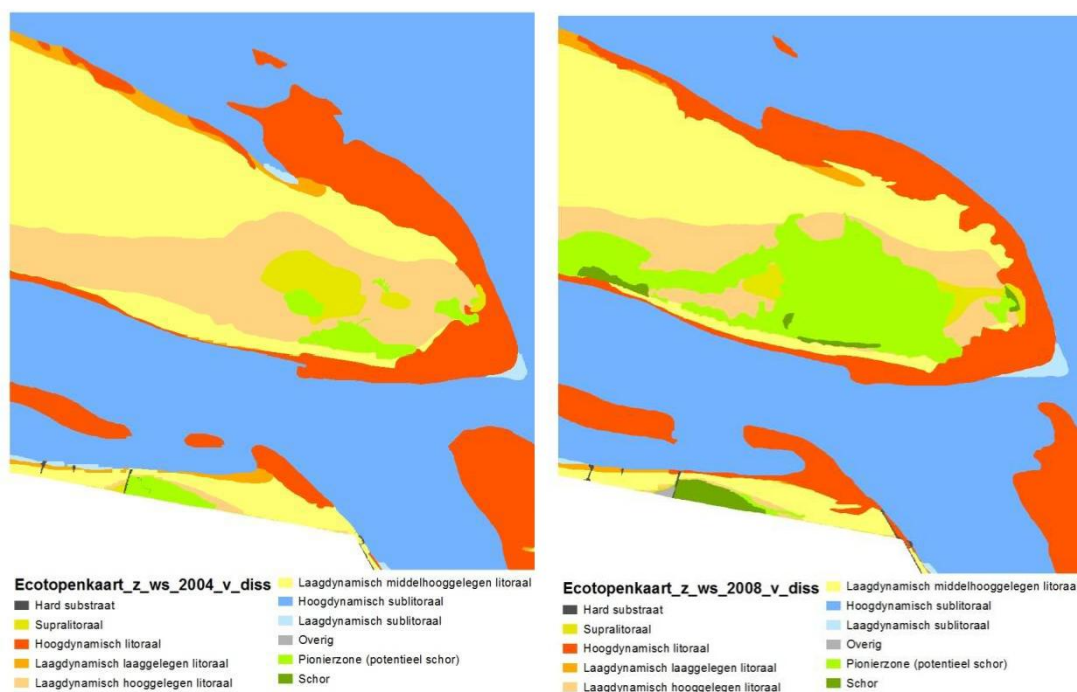 Ecotopenkaart_z_ws_2004_v_diss
Hard substraat
Supralitoraal
Hoogdynamisch litoraal
Laagdynamisch laaggelegen litoraal
Laagdynamisch hooggelegen litoraal
Laagdynamisch middelhooggelegen litoraal
Hoogdynamisch sublitoraal
Laagdynamisch sublitoraal
Overig
Pionierzone (potentieel schor)
Schor
Ecotopenkaart_z_ws_2008_v_diss
Hard substraat
Supralitoraal
Hoogdynamisch litoraal
Laagdynamisch laaggelegen litoraal
Laagdynamisch hooggelegen litoraal
Laagdynamisch middelhooggelegen litoraa
Hoogdynamisch sublitoraal
Laagdynamisch sublitoraal
Overig
Pionierzone (potentieel schor)
Schor